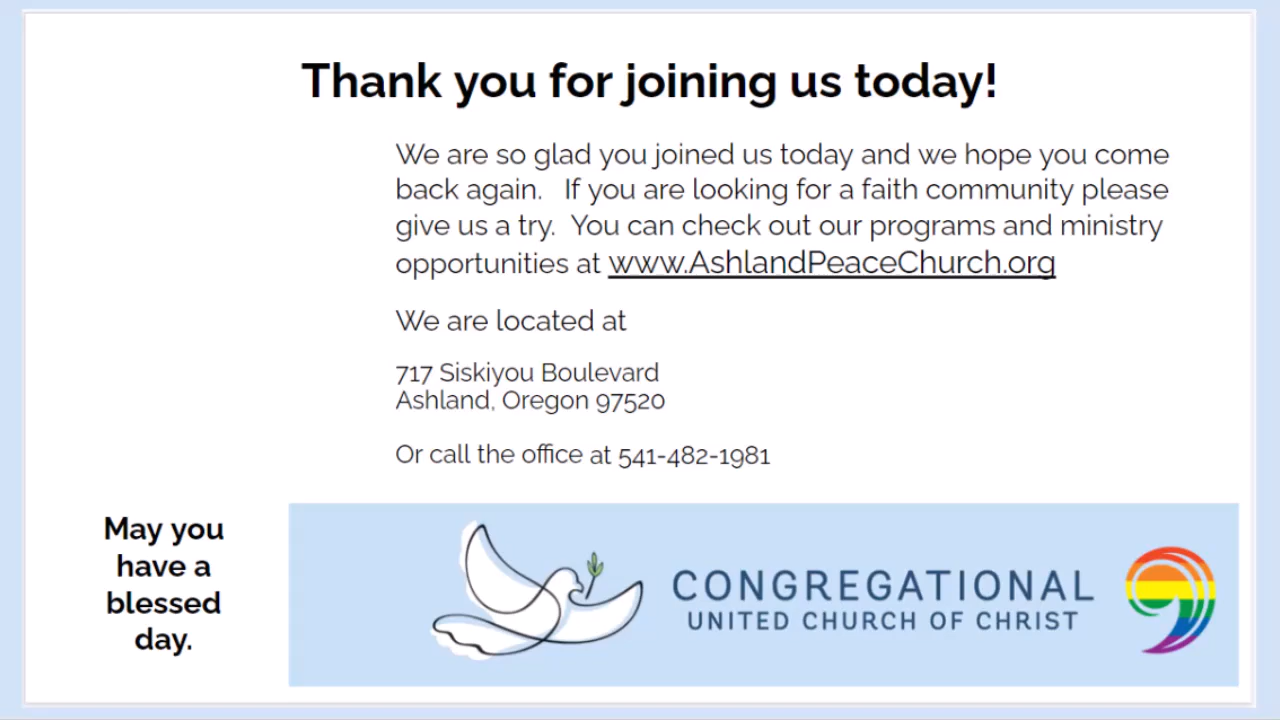 Thank you for joining us today!
We are so glad you joined us today and we hope you come
back again. If you are looking for a faith community please
give us a try. You can check out our programs and ministry
opportunities at www.AshlandPeaceChurch.org
We are located at
717 Siskiyou Boulevard
Ashland, Oregon 97520
Or call the office at 541-482-1981
May you
have a
blessed
day.
CONGREGATIONAL
UNITED CHURCH OF CHRIST